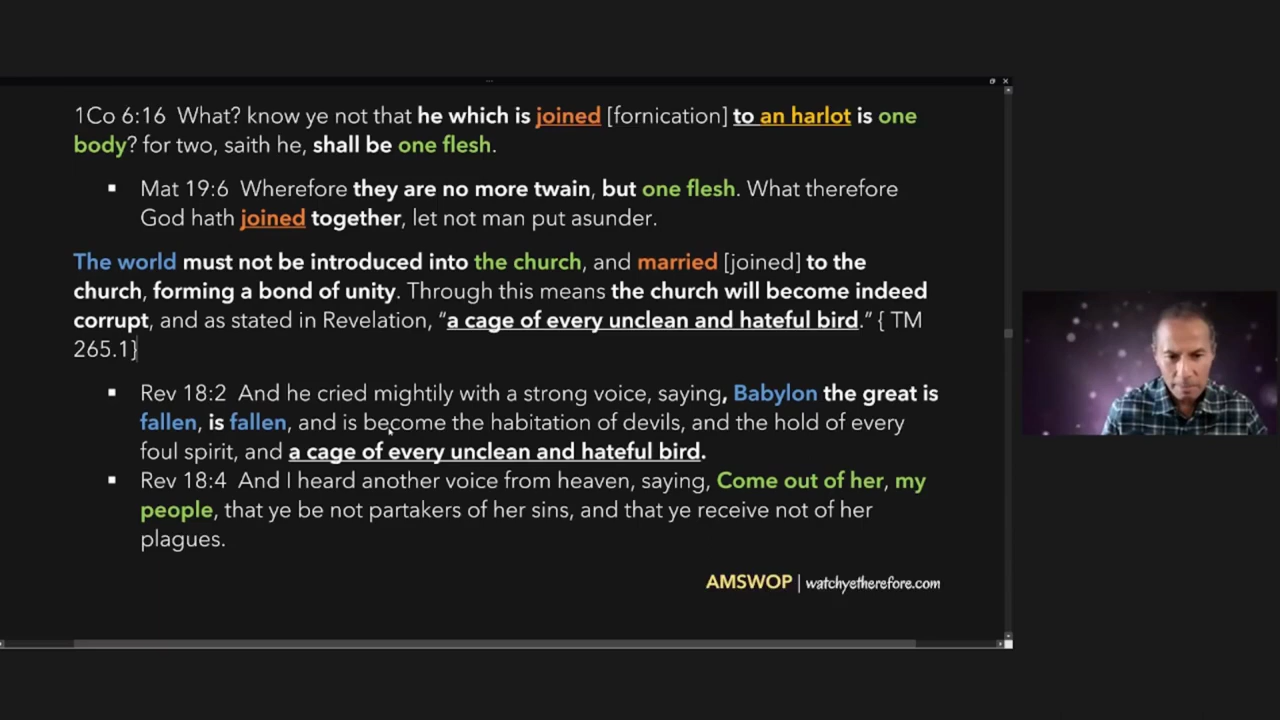 1Co 6:16 What? know ye not that he which is joined [fornication] to an harlot is one
body? for two, saith he, shall be one flesh.
▪ Mat 19:6 Wherefore they are no more twain, but one flesh. What therefore
God hath joined together, let not man put asunder.
The world must not be introduced into the church, and married [joined] to the
church, forming a bond of unity. Through this means the church will become indeed
corrupt, and as stated in Revelation, “a cage of every unclean and hateful bird.” { TM
265.1}
▪ Rev 18:2 And he cried mightily with a strong voice, saying, Babylon the great is
fallen, is fallen, and is become the habitation of devils, and the hold of every
foul spirit, and a cage of every unclean and hateful bird.
▪ Rev 18:4 And I heard another voice from heaven, saying, Come out of her, my
people, that ye be not partakers of her sins, and that ye receive not of her
plagues.
AMSWOP | watchyetherefore.com